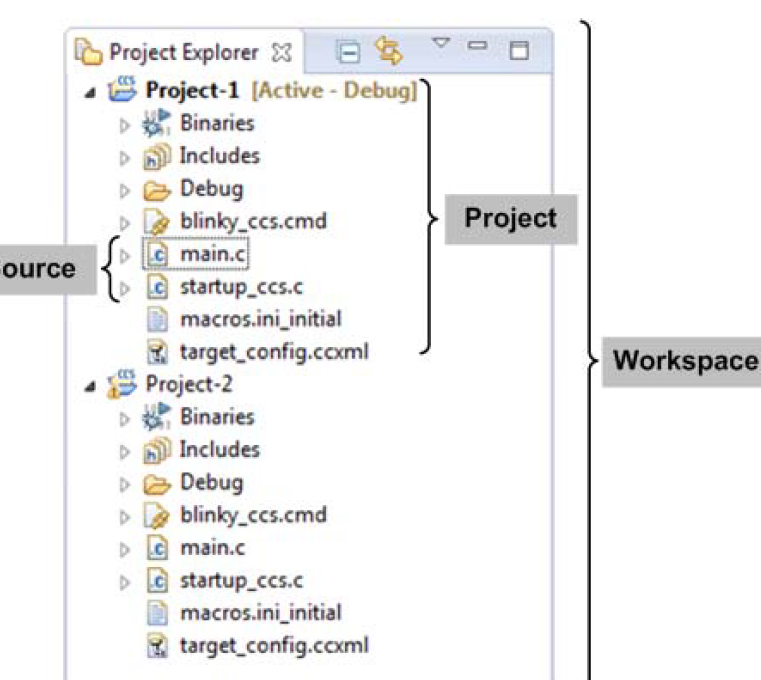 Project Explorer
Project-1 [Active - Debug]
Binaries
Includes
Debug
blinky_ccs.cmd
Project
main.c
ource
startup_ccs.c
macros.ini_initial
target_config.ccxml
Workspace
Project-2
Binaries
Includes
Debug
blinky_ccs.cmd
main.c
startup_ccs.c
macros.ini_initial
target_config.ccxml